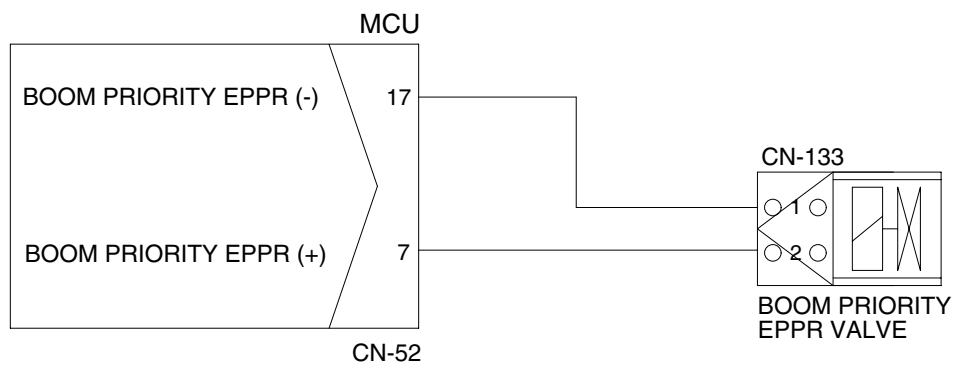 MCU
BOOM PRIORITY EPPR (-)
17
CN-133
1
BOOM PRIORITY EPPR (+)
7
2
BOOM PRIORITY
EPPR VALVE
CN-52